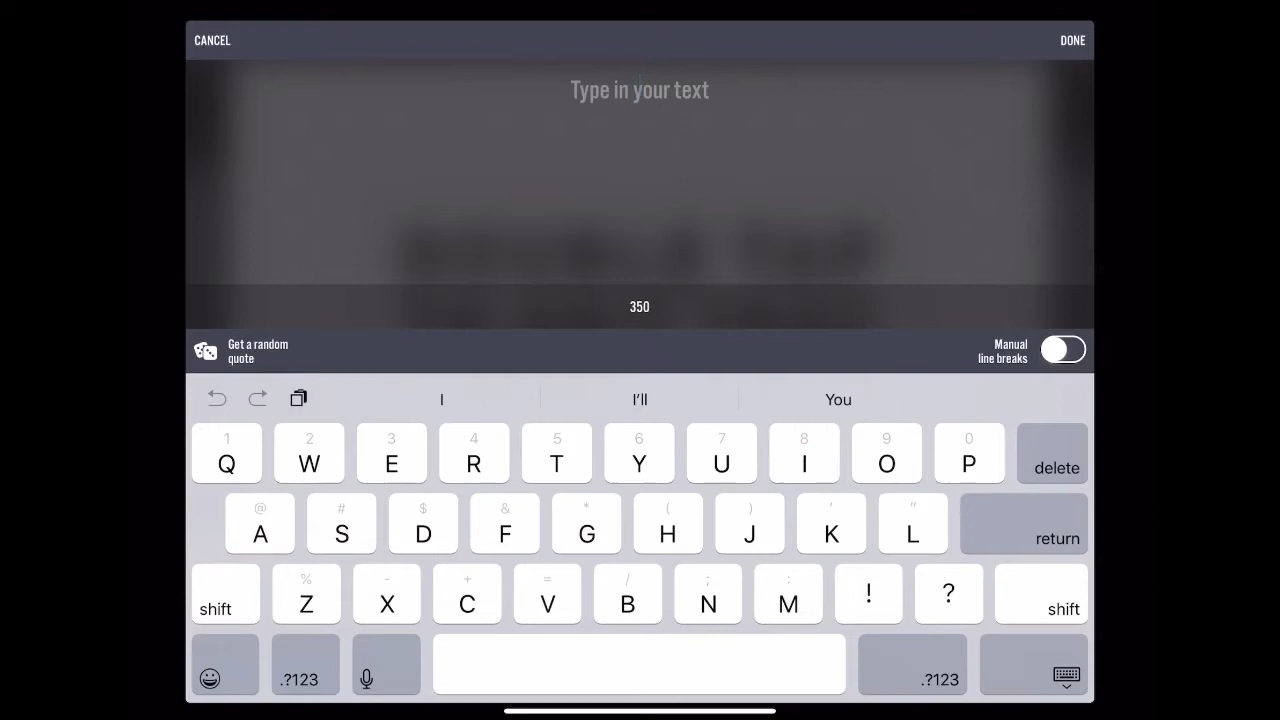 CANCEL
DONE
Type in your text
350
Get a random
quote
Manual
line breaks
I
I'll
You
1 2 3 4 5 6 7 8 9 0
Q W E R T Y U I O P delete
@ # $ & * ( ) ' "
A S D F G H J K L return
% - + = / ; :
shift Z X C V B N M ! ? shift
.?123 .?123